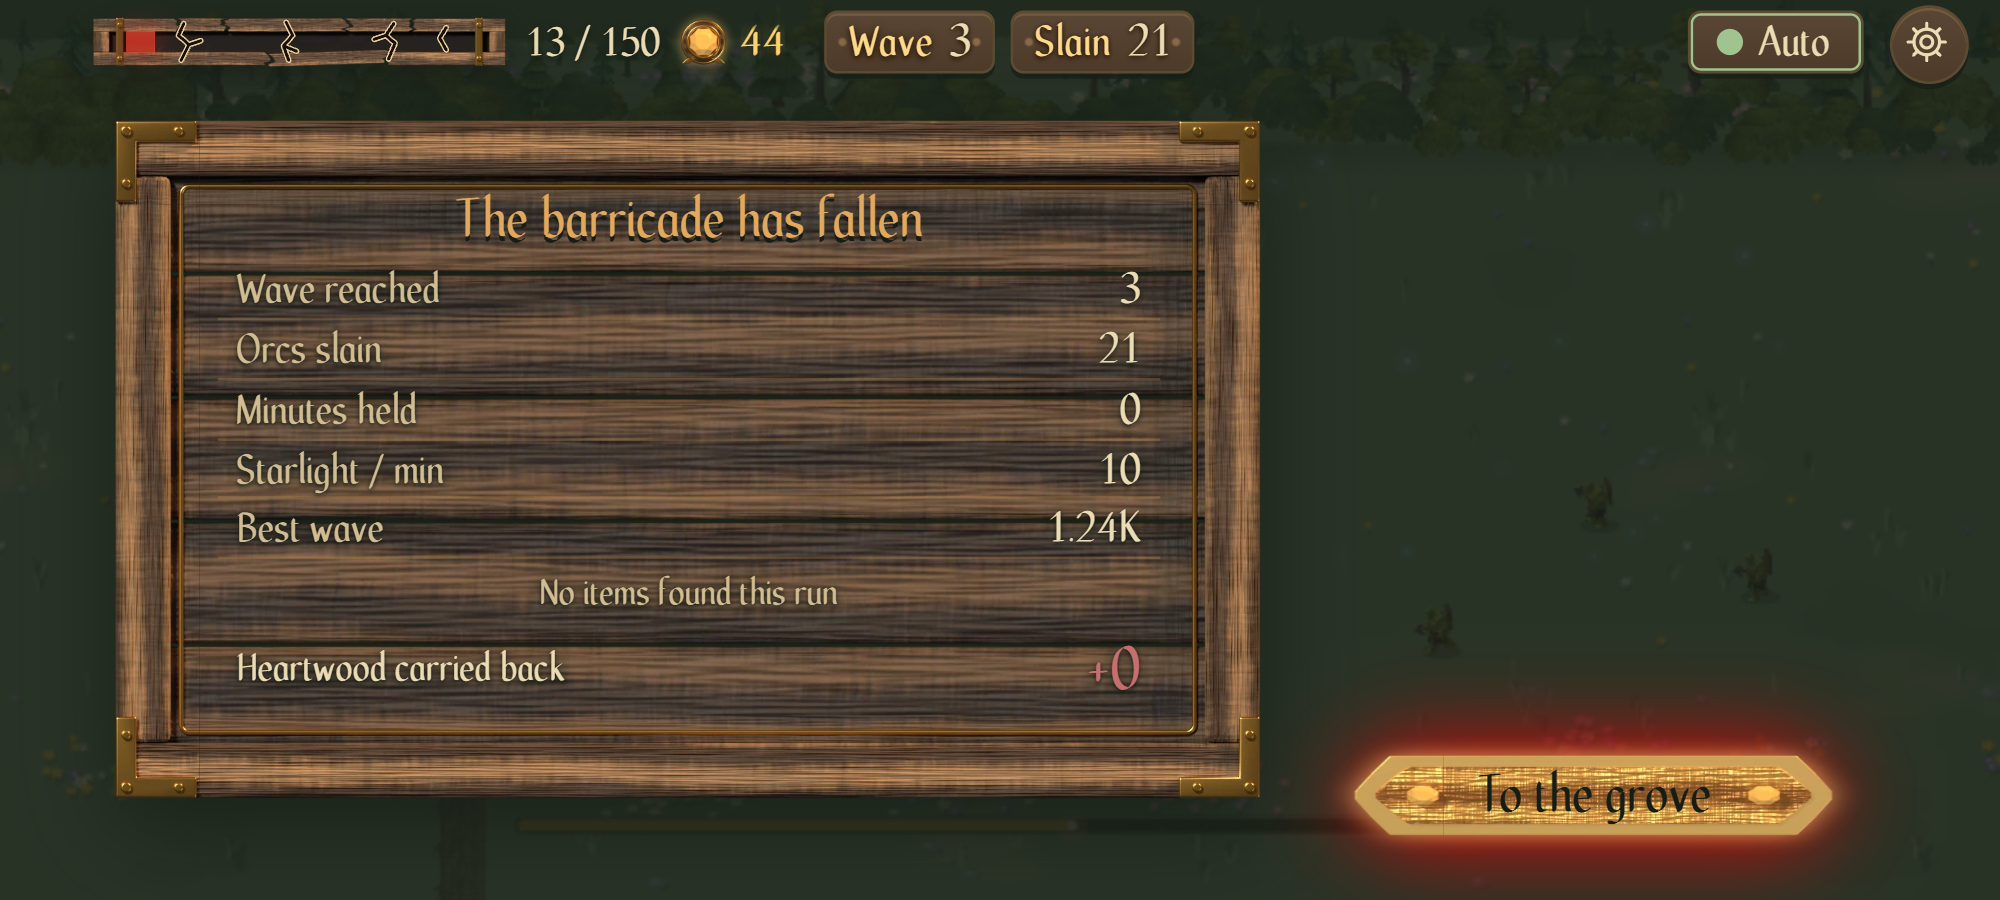 13 / 150 44 Wave 3 Slain 21 Auto
The barricade has fallen
Wave reached 3
Orcs slain 21
Minutes held 0
Starlight / min 10
Best wave 1.24K
No items found this run
Heartwood carried back +0
To the grove